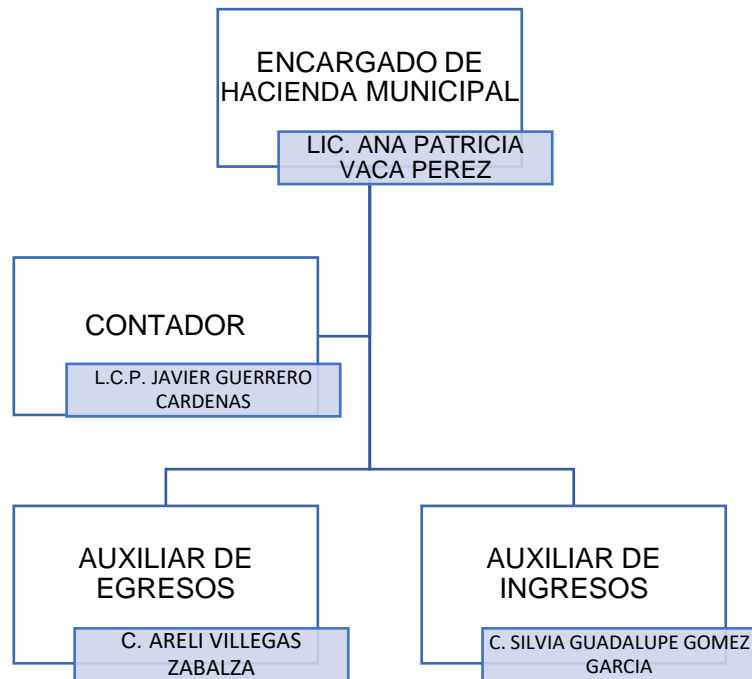 ENCARGADO DE
HACIENDA MUNICIPAL
LIC. ANA PATRICIA
VACA PEREZ
CONTADOR
L.C.P. JAVIER GUERRERO
CARDENAS
AUXILIAR DE
EGRESOS
C. ARELI VILLEGAS
ZABALZA
AUXILIAR DE
INGRESOS
C. SILVIA GUADALUPE GOMEZ
GARCIA